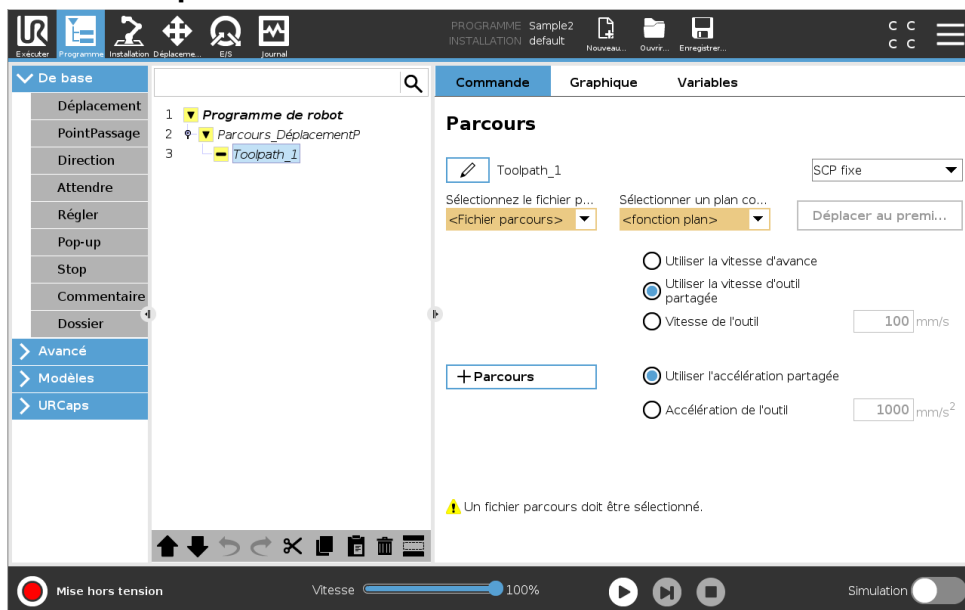 PROGRAMME Sample2
INSTALLATION default
Exécuter
Programme
Installation
Déplaceme...
E/S
Journal
Nouveau...
Ouvrir...
Enregistrer...
C C
C C
De base
Déplacement
PointPassage
Direction
Attendre
Régler
Pop-up
Stop
Commentaire
Dossier
Avancé
Modèles
URCaps
1 Programme de robot
2 Parcours_DéplacementP
3 Toolpath_1
Commande Graphique Variables
Parcours
Toolpath_1
SCP fixe
Sélectionnez le fichier p...
Sélectionner un plan co...
<Fichier parcours>
<fonction plan>
Déplacer au premi...
Utiliser la vitesse d'avance
Utiliser la vitesse d'outil
partagée
Vitesse de l'outil 100 mm/s
+ Parcours
Utiliser l'accélération partagée
Accélération de l'outil 1000 mm/s²
Un fichier parcours doit être sélectionné.
Mise hors tension
Vitesse 100%
Simulation